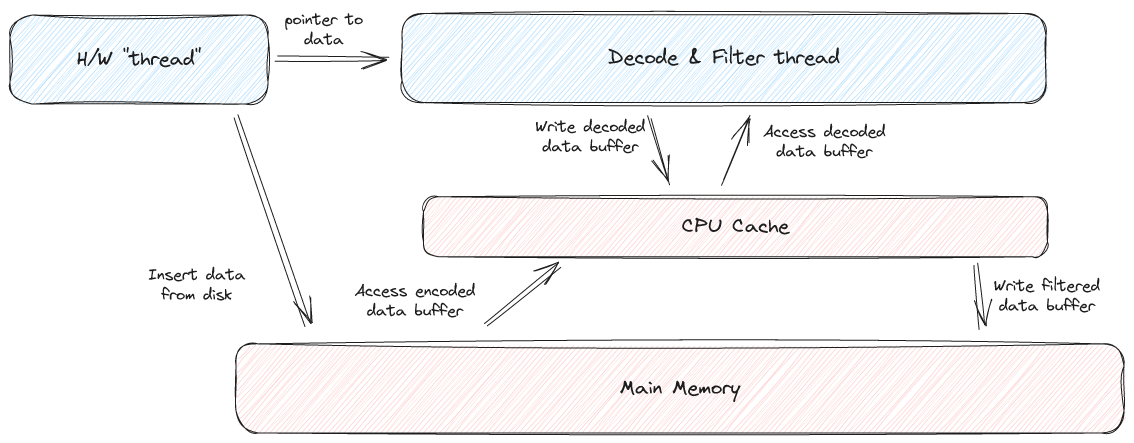 H/W "thread"
pointer to
data
Decode & Filter thread
Write decoded
data buffer
Access decoded
data buffer
CPU Cache
Insert data
from disk
Access encoded
data buffer
Write filtered
data buffer
Main Memory